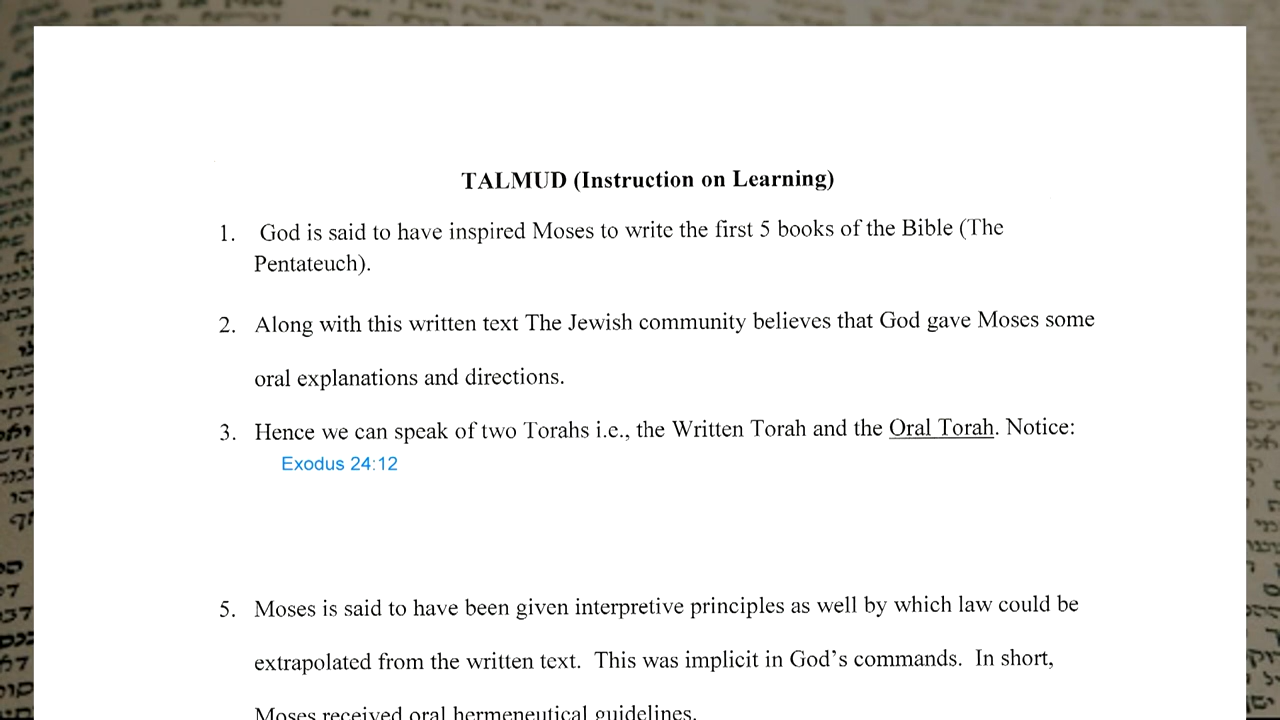 TALMUD (Instruction on Learning)
1. God is said to have inspired Moses to write the first 5 books of the Bible (The
Pentateuch).
2. Along with this written text The Jewish community believes that God gave Moses some
oral explanations and directions.
3. Hence we can speak of two Torahs i.e., the Written Torah and the Oral Torah. Notice:
Exodus 24:12
5. Moses is said to have been given interpretive principles as well by which law could be
extrapolated from the written text. This was implicit in God's commands. In short,
Moses received oral hermeneutical guidelines.